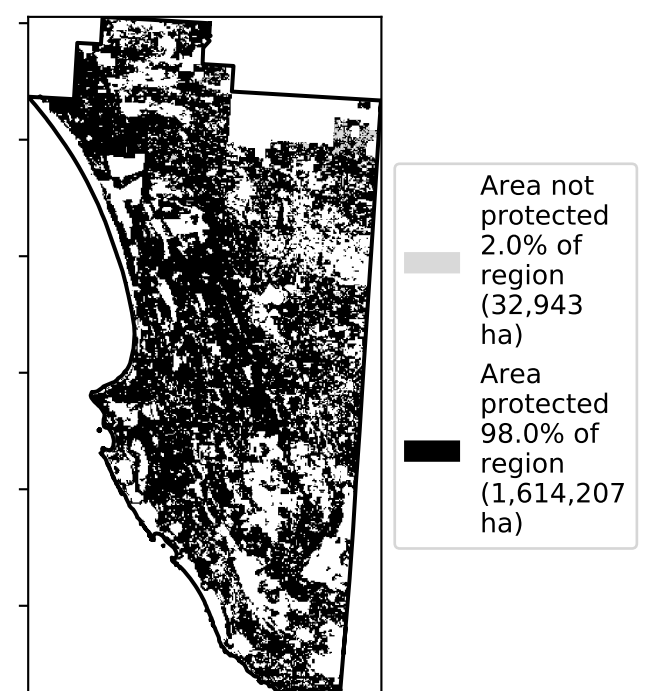 Area not
protected
2.0% of
region
(32,943
ha)
Area
protected
98.0% of
region
(1,614,207
ha)